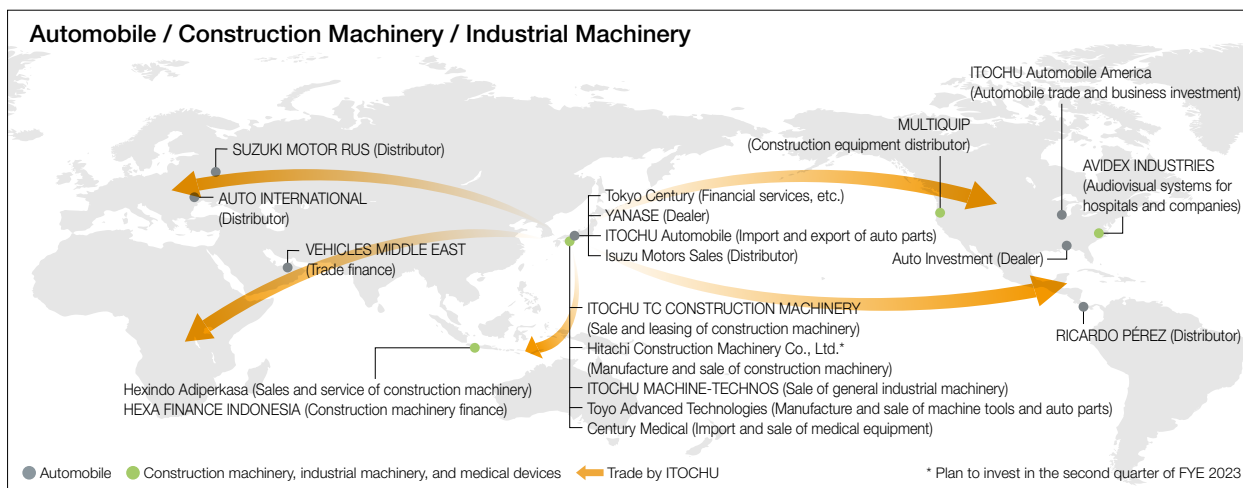 Automobile / Construction Machinery / Industrial Machinery
SUZUKI MOTOR RUS (Distributor)
AUTO INTERNATIONAL
(Distributor)
VEHICLES MIDDLE EAST
(Trade finance)
Hexindo Adiperkasa (Sales and service of construction machinery)
HEXA FINANCE INDONESIA (Construction machinery finance)
Tokyo Century (Financial services, etc.)
YANASE (Dealer)
ITOCHU Automobile (Import and export of auto parts)
Isuzu Motors Sales (Distributor)
ITOCHU TC CONSTRUCTION MACHINERY
(Sale and leasing of construction machinery)
Hitachi Construction Machinery Co., Ltd.*
(Manufacture and sale of construction machinery)
ITOCHU MACHINE-TECHNOS (Sale of general industrial machinery)
Toyo Advanced Technologies (Manufacture and sale of machine tools and auto parts)
Century Medical (Import and sale of medical equipment)
MULTIQUIP
(Construction equipment distributor)
ITOCHU Automobile America
(Automobile trade and business investment)
AVIDEX INDUSTRIES
(Audiovisual systems for
hospitals and companies)
Auto Investment (Dealer)
RICARDO PÉREZ (Distributor)
Automobile
Construction machinery, industrial machinery, and medical devices
Trade by ITOCHU
* Plan to invest in the second quarter of FYE 2023